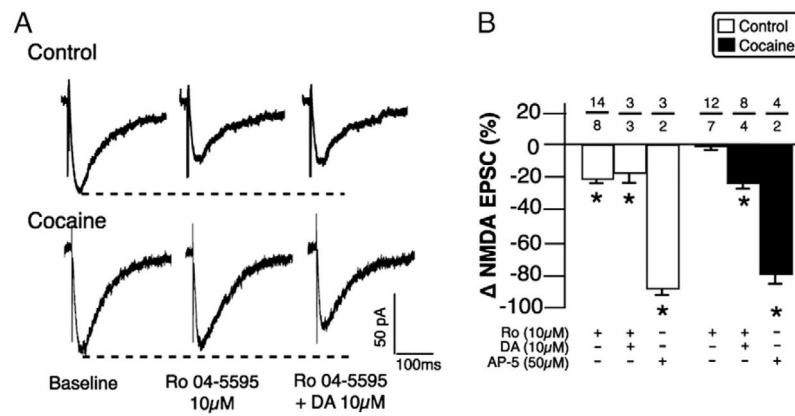 A
Control
Cocaine
Baseline
Ro 04-5595
10µM
Ro 04-5595
+ DA 10µM
50 pA
100ms
B
Control
Cocaine
14 3 3 12 8 4
8 3 2 7 4 2
20
0
-20
-40
-60
-80
-100
Δ NMDA EPSC (%)
* * * * *
Ro (10µM) + + - + + -
DA (10µM) - + - - + -
AP-5 (50µM) - - + - - +